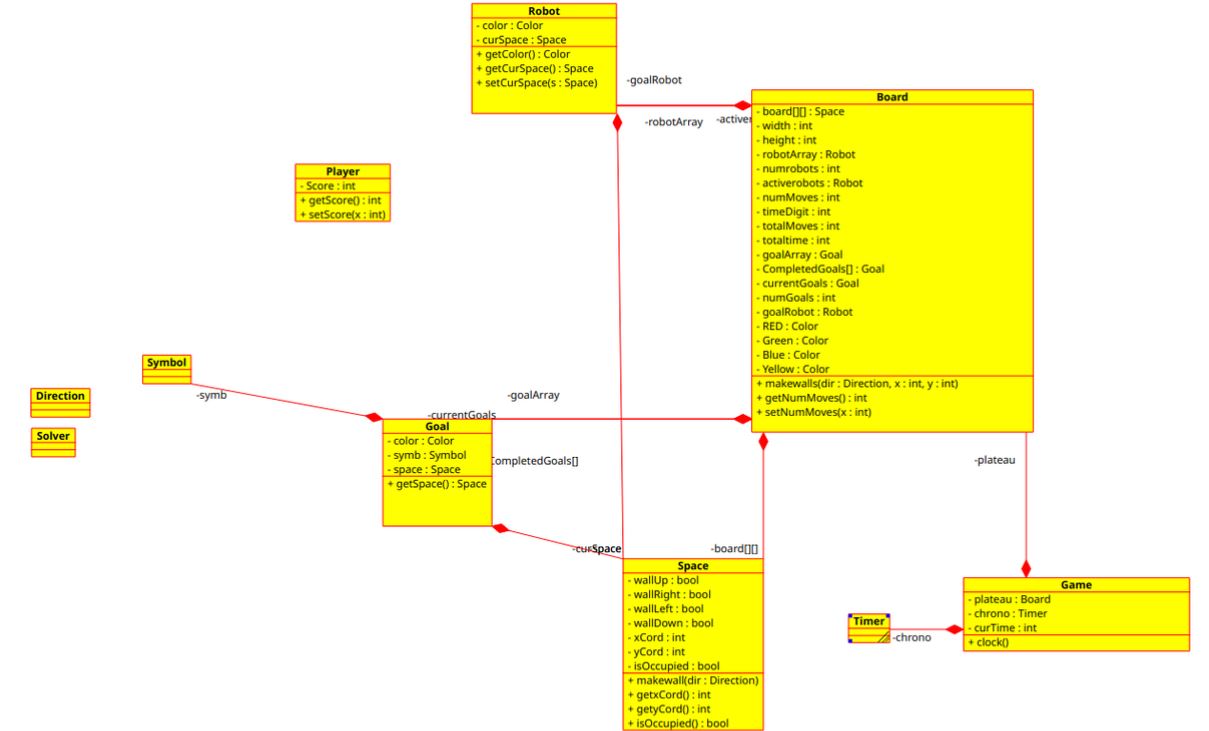 Robot
- color : Color
- curSpace : Space
+ getColor() : Color
+ getCurSpace() : Space
+ setCurSpace(s : Space)
-goalRobot
-robotArray
Board
- board[][] : Space
- width : int
- height : int
- robotArray : Robot
- numrobots : int
- activerobots : Robot
- numMoves : int
- timeDigit : int
- totalMoves : int
- totaltime : int
- goalArray : Goal
- CompletedGoals[] : Goal
- currentGoals : Goal
- numGoals : int
- goalRobot : Robot
- RED : Color
- Green : Color
- Blue : Color
- Yellow : Color
+ makewalls(dir : Direction, x : int, y : int)
+ getNumMoves() : int
+ setNumMoves(x : int)
Player
- Score : int
+ getScore() : int
+ setScore(x : int)
Symbol
-symb
Direction
Solver
-goalArray
-currentGoals
Goal
- color : Color
- symb : Symbol
- space : Space
+ getSpace() : Space
CompletedGoals[]
-plateau
-board[][]
Space
- wallUp : bool
- wallRight : bool
- wallLeft : bool
- wallDown : bool
- xCord : int
- yCord : int
- isOccupied : bool
+ makewall(dir : Direction)
+ getxCord() : int
+ getyCord() : int
+ isOccupied() : bool
Timer
-chrono
Game
- plateau : Board
- chrono : Timer
- curTime : int
+ clock()